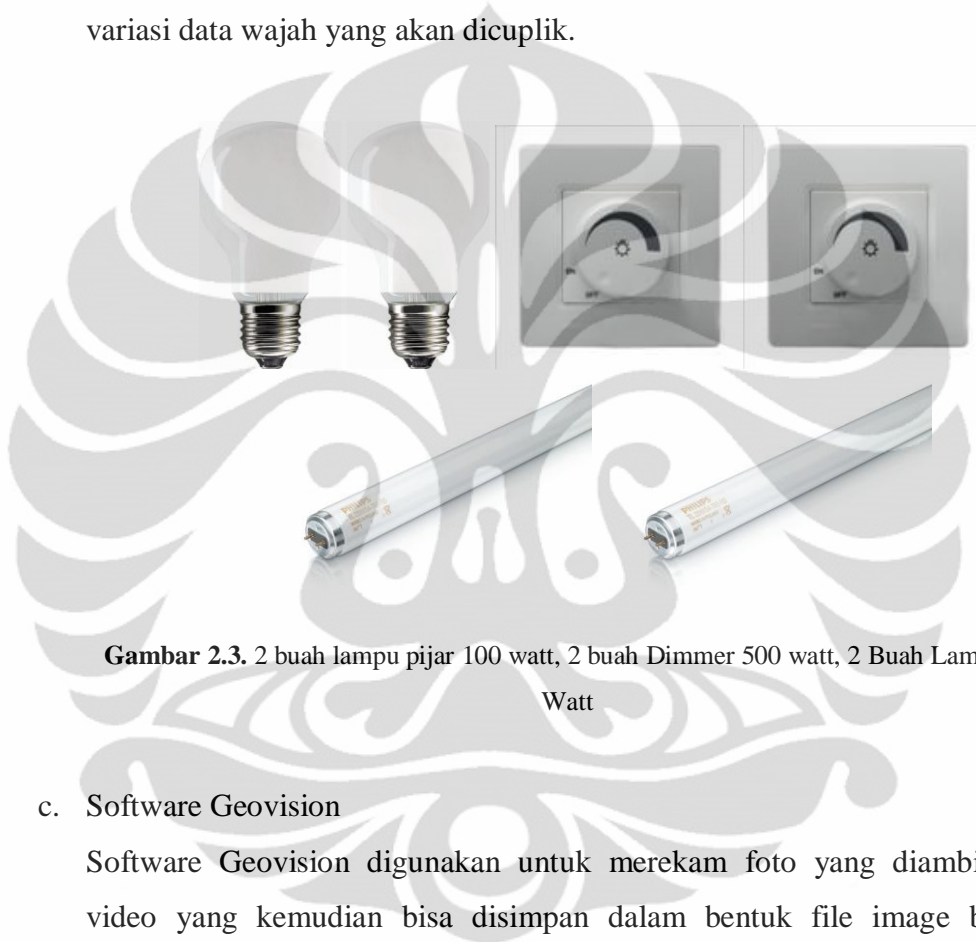 variasi data wajah yang akan dicuplik.
PHILIPS
PHILIPS
Gambar 2.3. 2 buah lampu pijar 100 watt, 2 buah Dimmer 500 watt, 2 Buah Lam
Watt
c. Software Geovision
Software Geovision digunakan untuk merekam foto yang diambi
video yang kemudian bisa disimpan dalam bentuk file image b